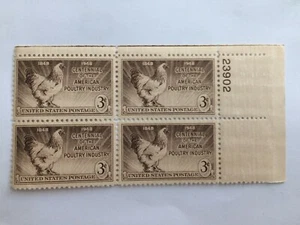 1848 1948
CENTENNIAL
OF THE
AMERICAN
POULTRY INDUSTRY
3¢
UNITED STATES POSTAGE
1848 1948
CENTENNIAL
OF THE
AMERICAN
POULTRY INDUSTRY
3¢
UNITED STATES POSTAGE
23902
1848 1948
CENTENNIAL
OF THE
AMERICAN
POULTRY INDUSTRY
3¢
UNITED STATES POSTAGE
1848 1948
CENTENNIAL
OF THE
AMERICAN
POULTRY INDUSTRY
3¢
UNITED STATES POSTAGE